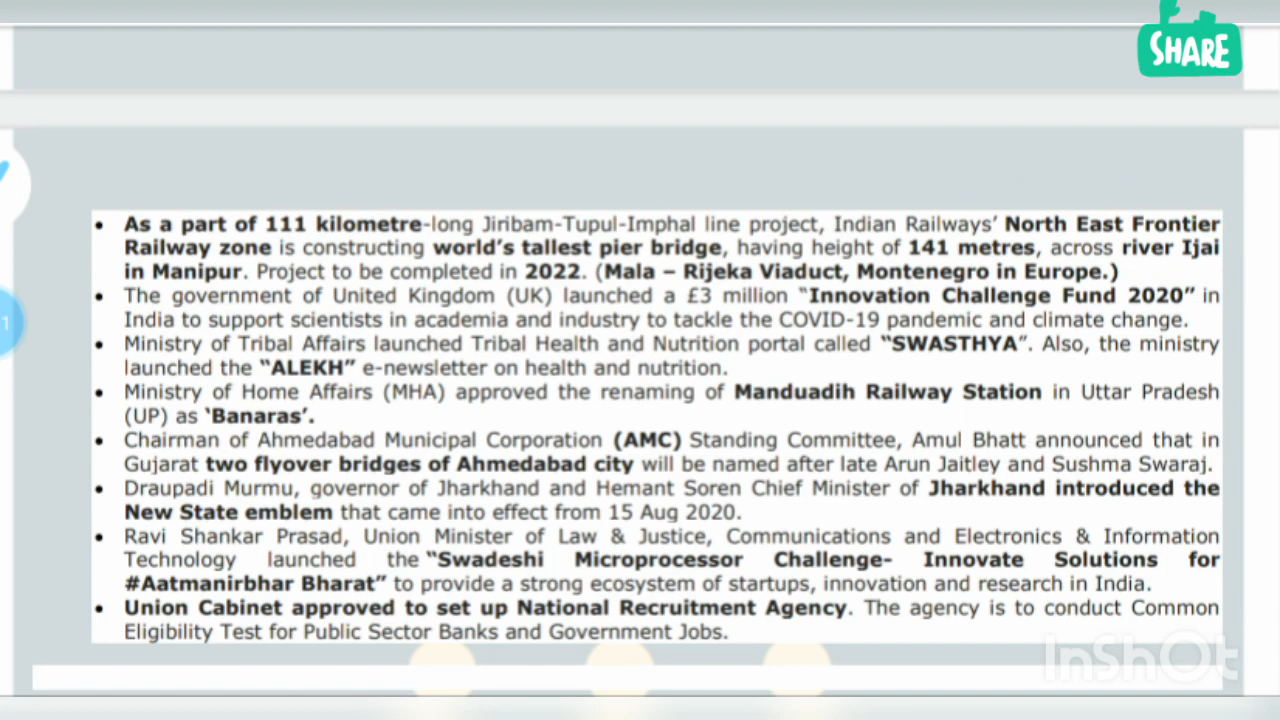 SHARE
• As a part of 111 kilometre-long Jiribam-Tupul-Imphal line project, Indian Railways’ North East Frontier
Railway zone is constructing world’s tallest pier bridge, having height of 141 metres, across river Ijai
in Manipur. Project to be completed in 2022. (Mala – Rijeka Viaduct, Montenegro in Europe.)
• The government of United Kingdom (UK) launched a £3 million “Innovation Challenge Fund 2020” in
India to support scientists in academia and industry to tackle the COVID-19 pandemic and climate change.
• Ministry of Tribal Affairs launched Tribal Health and Nutrition portal called “SWASTHYA”. Also, the ministry
launched the “ALEKH” e-newsletter on health and nutrition.
• Ministry of Home Affairs (MHA) approved the renaming of Manduadih Railway Station in Uttar Pradesh
(UP) as ‘Banaras’.
• Chairman of Ahmedabad Municipal Corporation (AMC) Standing Committee, Amul Bhatt announced that in
Gujarat two flyover bridges of Ahmedabad city will be named after late Arun Jaitley and Sushma Swaraj.
• Draupadi Murmu, governor of Jharkhand and Hemant Soren Chief Minister of Jharkhand introduced the
New State emblem that came into effect from 15 Aug 2020.
• Ravi Shankar Prasad, Union Minister of Law & Justice, Communications and Electronics & Information
Technology launched the “Swadeshi Microprocessor Challenge- Innovate Solutions for
#Aatmanirbhar Bharat” to provide a strong ecosystem of startups, innovation and research in India.
• Union Cabinet approved to set up National Recruitment Agency. The agency is to conduct Common
Eligibility Test for Public Sector Banks and Government Jobs.
1
InShOt